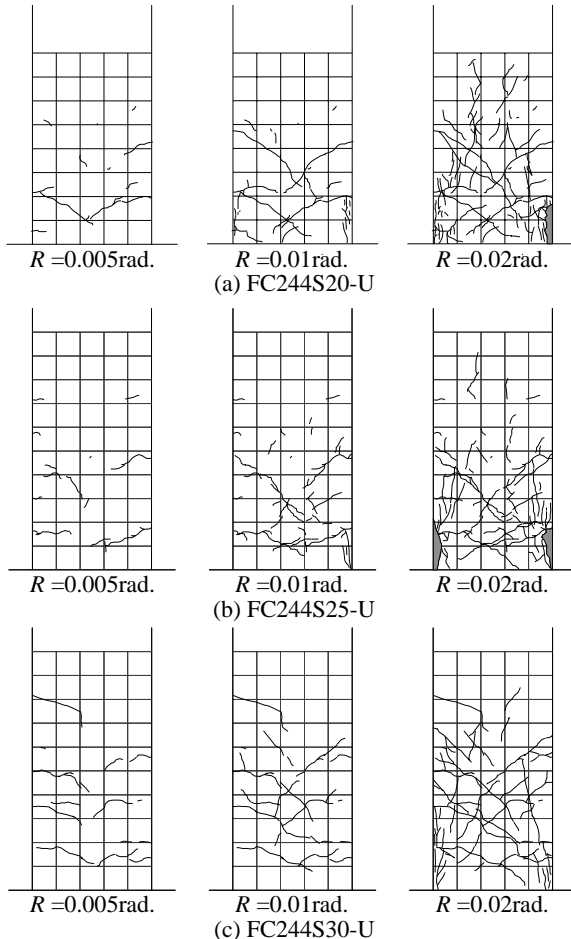 R =0.005rad. R =0.01rad. R =0.02rad.
(a) FC244S20-U
R =0.005rad. R =0.01rad. R =0.02rad.
(b) FC244S25-U
R =0.005rad. R =0.01rad. R =0.02rad.
(c) FC244S30-U